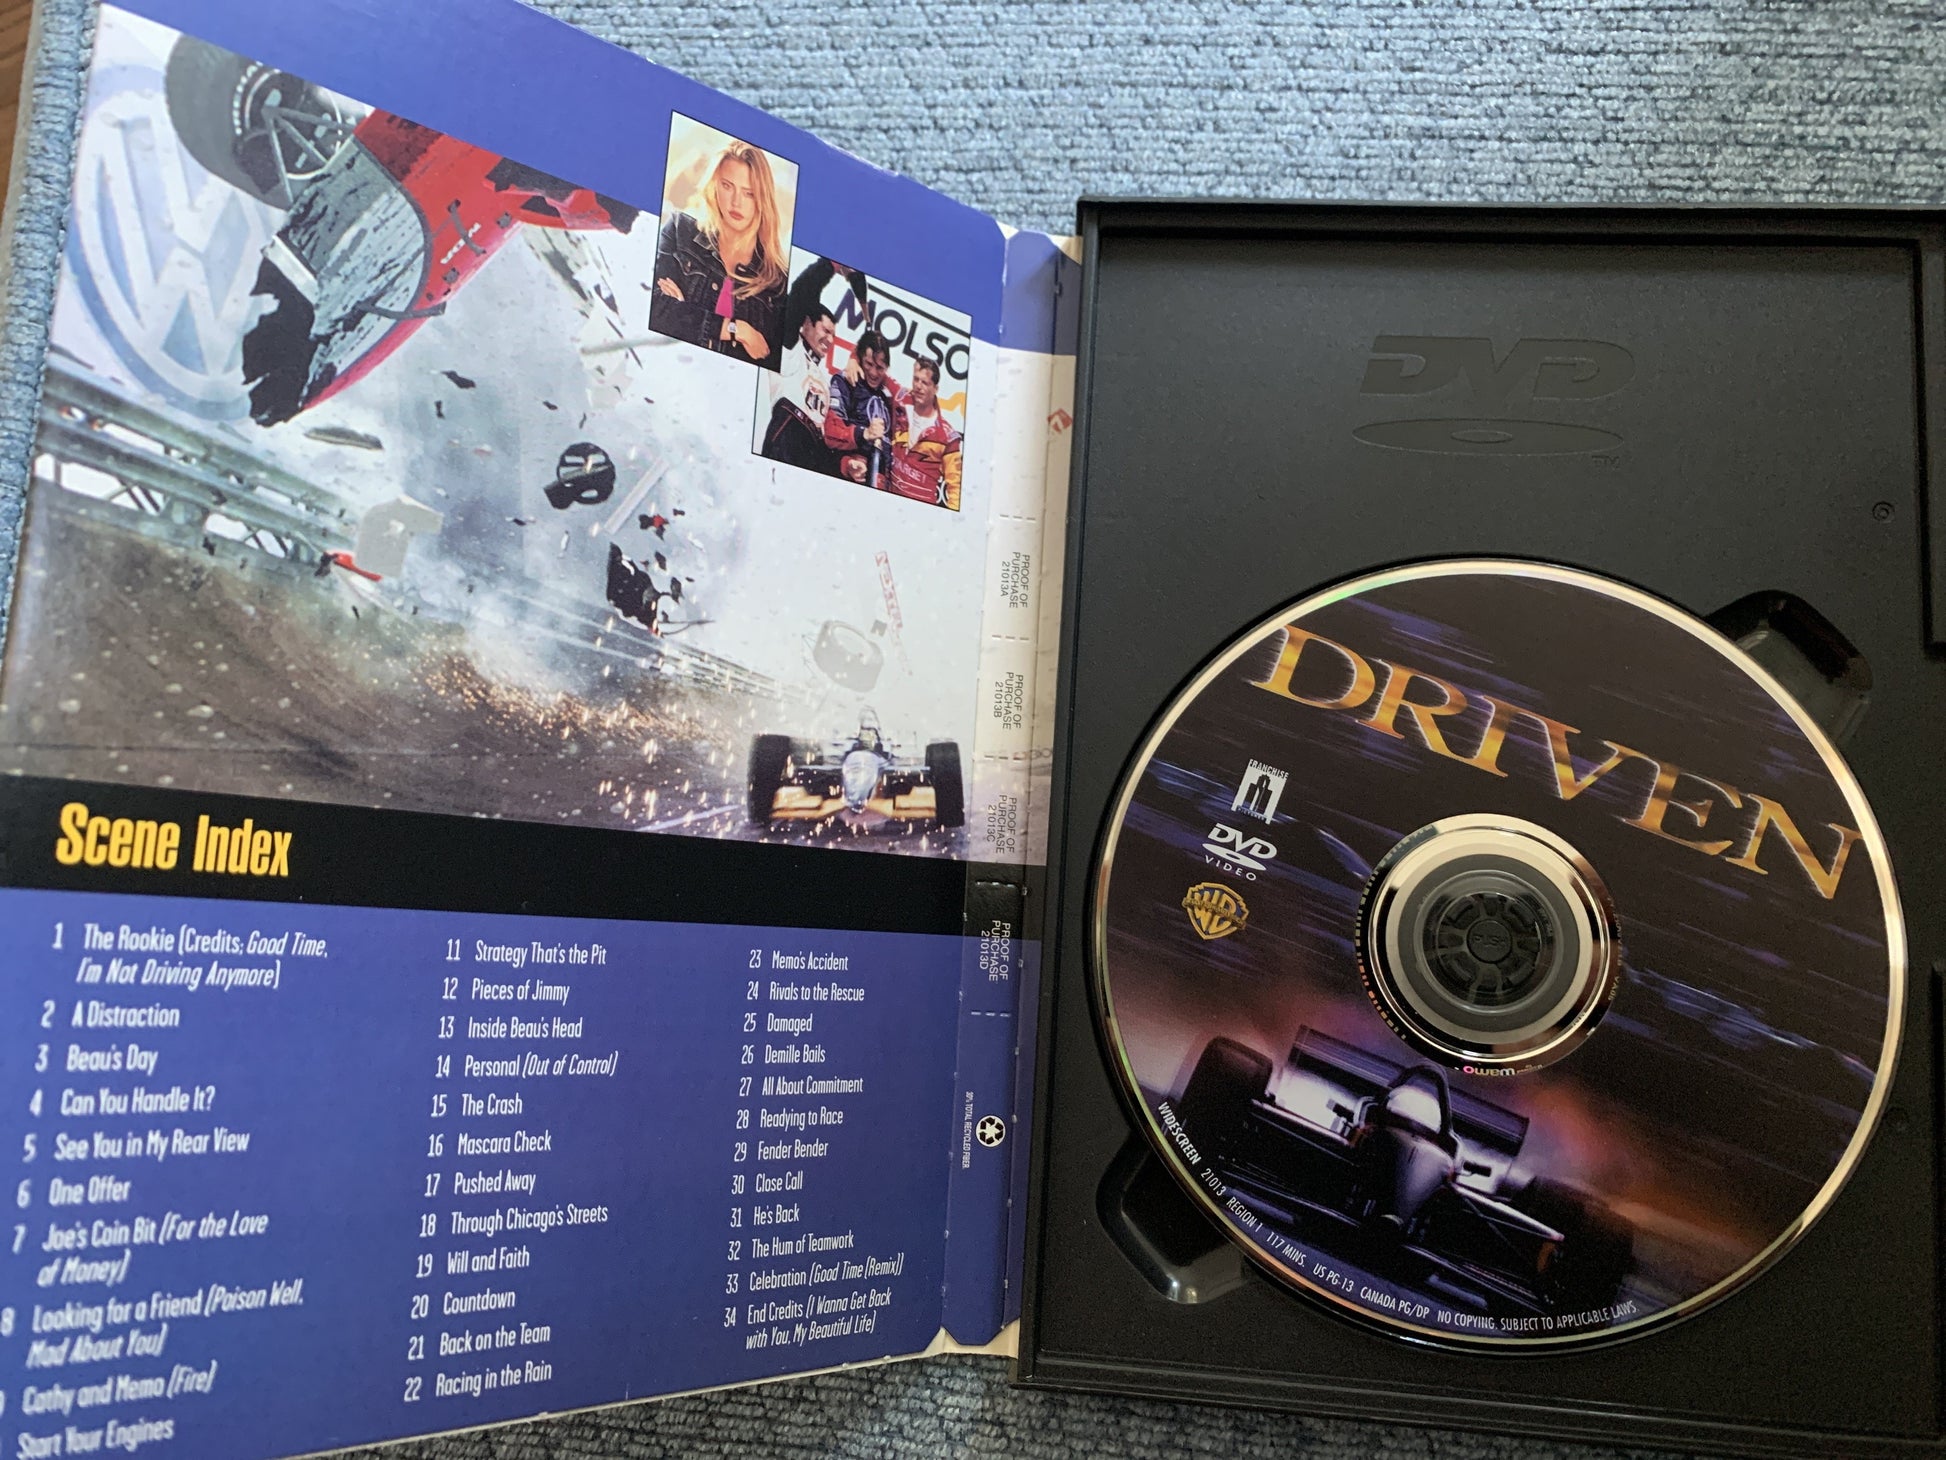 MOLSO
TARGET
PROOF OF
PURCHASE
21013A
PROOF OF
PURCHASE
21013B
PROOF OF
PURCHASE
21013C
PROOF OF
PURCHASE
21013D
Scene Index
1 The Rookie (Credits; Good Time,
I'm Not Driving Anymore)
2 A Distraction
3 Beau's Day
4 Can You Handle It?
5 See You in My Rear View
6 One Offer
7 Joe's Coin Bit (For the Love
of Money)
8 Looking for a Friend (Poison Well,
Mad About You)
Cathy and Memo (Fire)
Start Your Engines
11 Strategy That's the Pit
12 Pieces of Jimmy
13 Inside Beau's Head
14 Personal (Out of Control)
15 The Crash
16 Mascara Check
17 Pushed Away
18 Through Chicago's Streets
19 Will and Faith
20 Countdown
21 Back on the Team
22 Racing in the Rain
23 Memo's Accident
24 Rivals to the Rescue
25 Damaged
26 Demille Bails
27 All About Commitment
28 Readying to Race
29 Fender Bender
30 Close Call
31 He's Back
32 The Hum of Teamwork
33 Celebration (Good Time (Remix))
34 End Credits (I Wanna Get Back
with You, My Beautiful Life)
TOTAL RECYCLED FIBER
DVD
TM
DRIVEN
FRANCHISE
PICTURES
DVD
VIDEO
WB
PUSH
WIDESCREEN 21013 REGION 1 117 MINS. US PG-13 CANADA PG/DP NO COPYING. SUBJECT TO APPLICABLE LAWS.